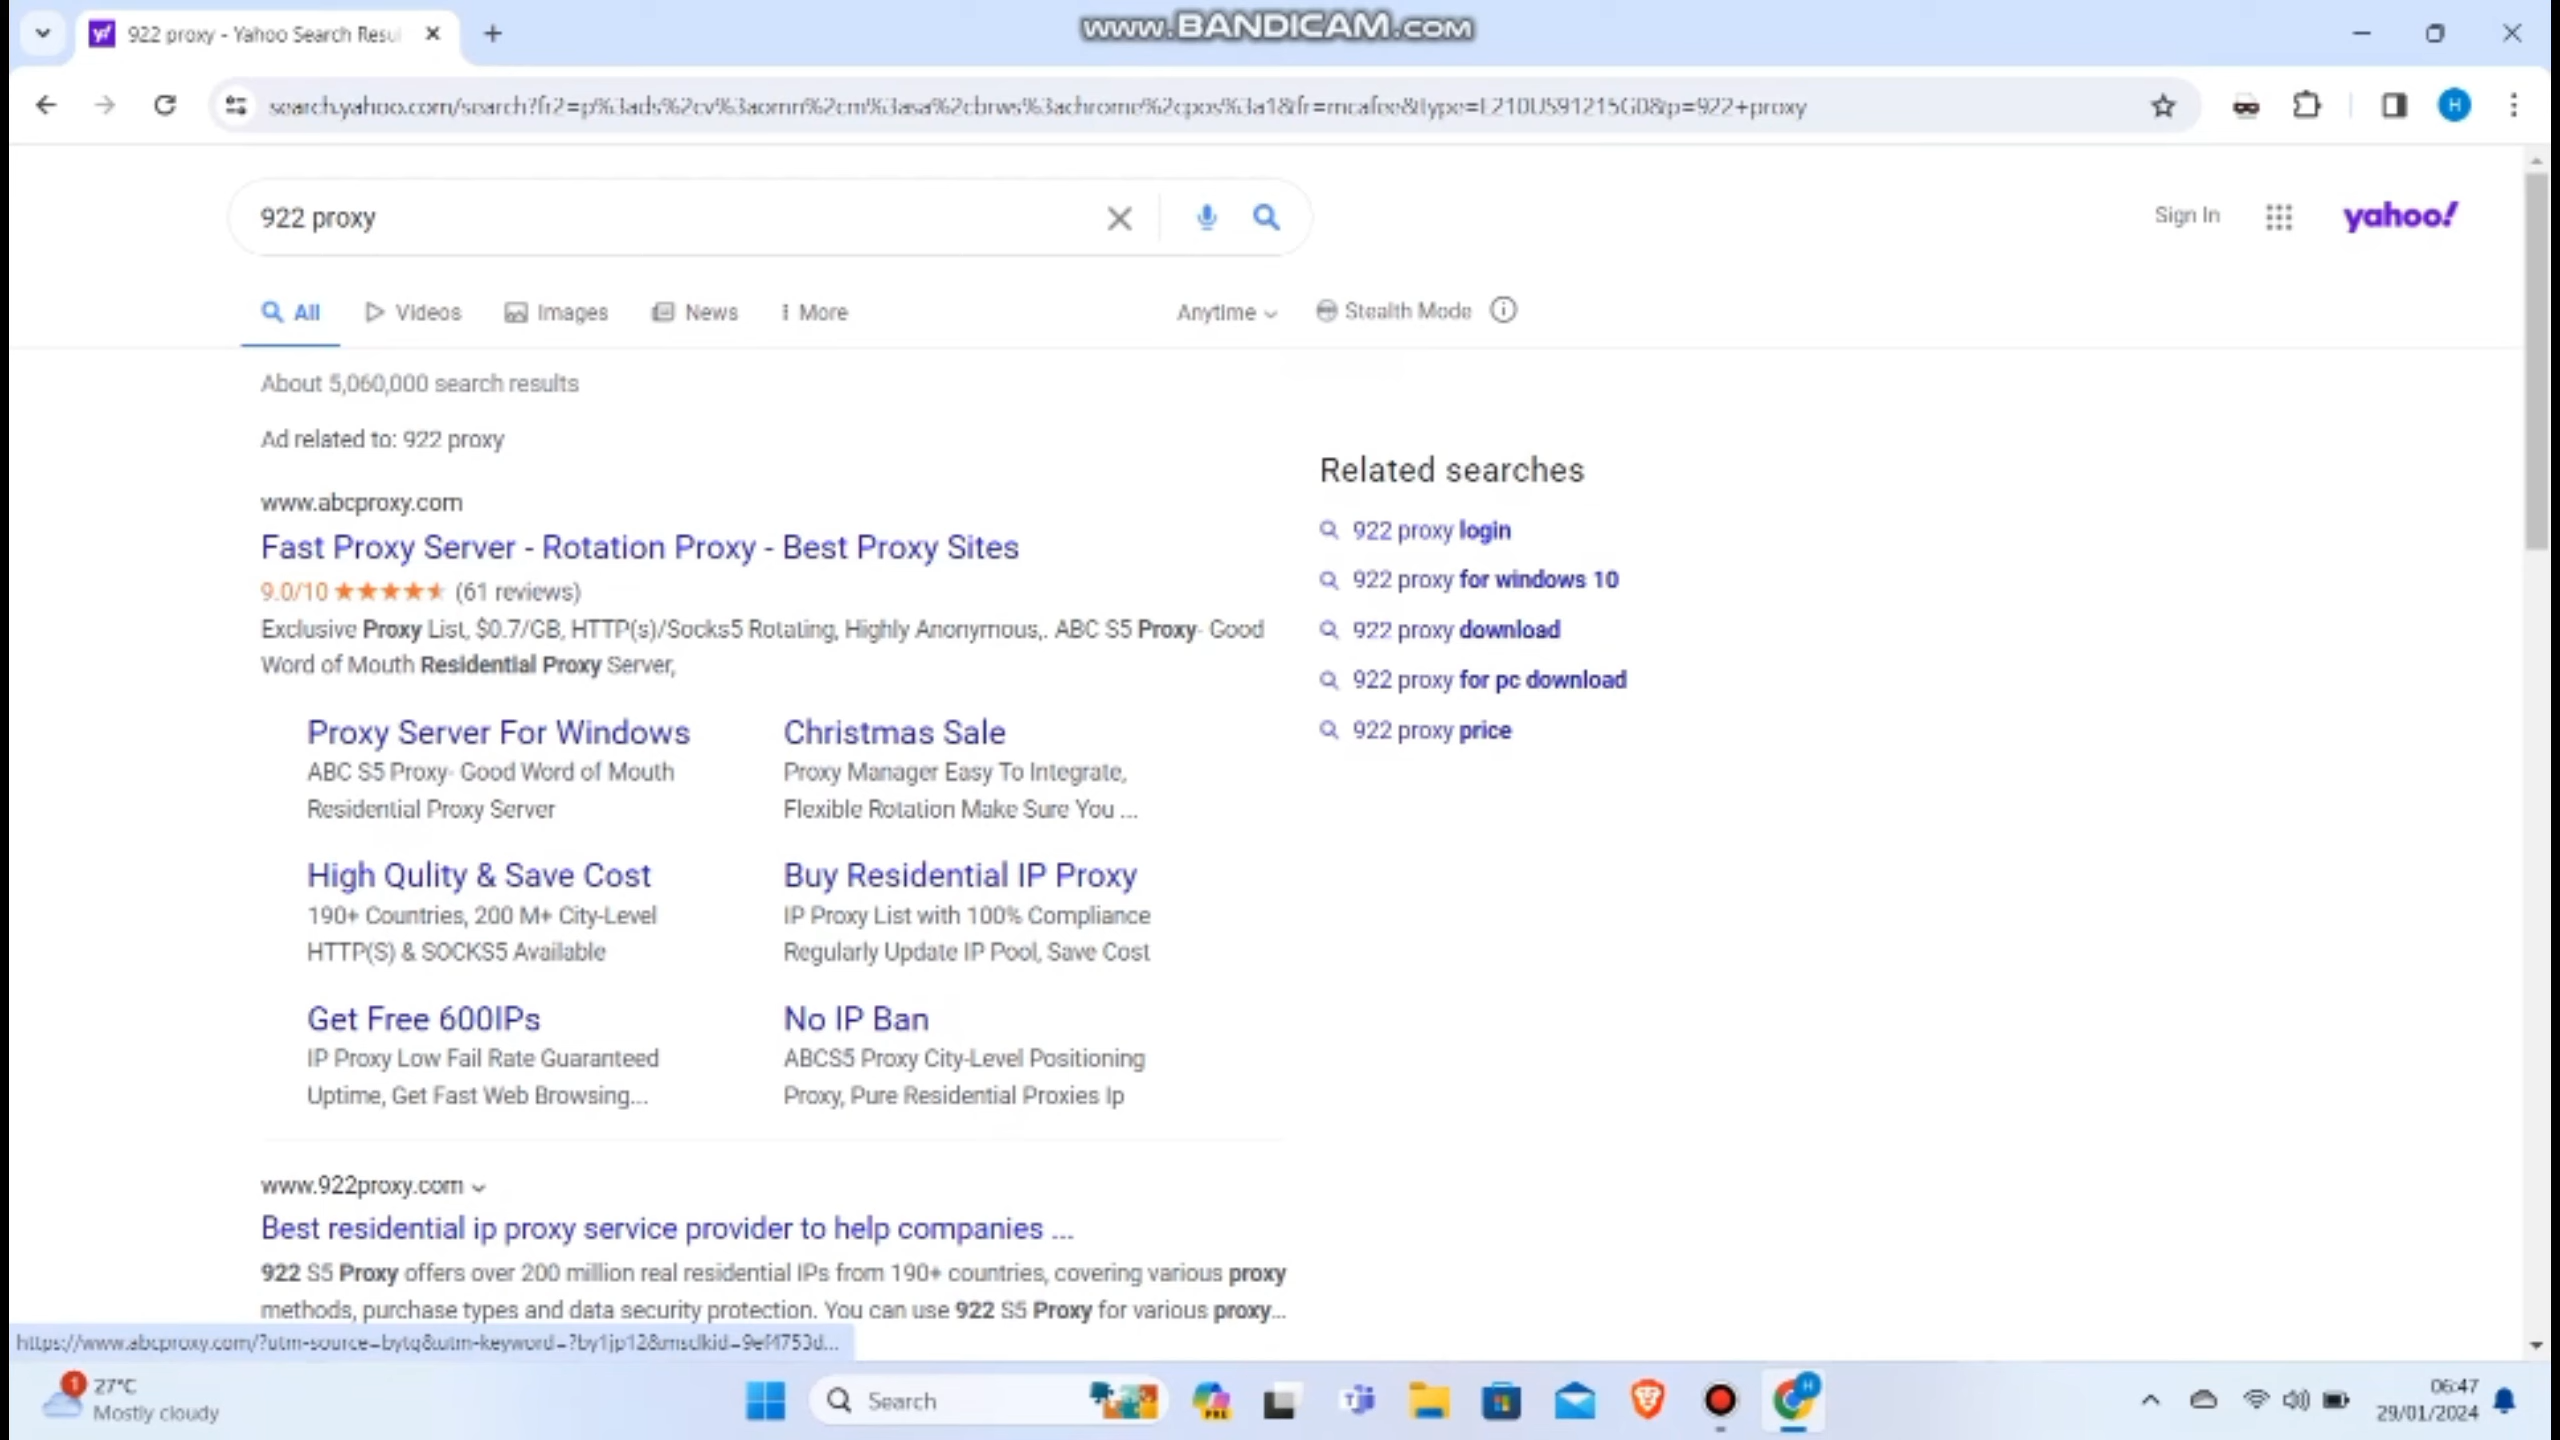 922 proxy - Yahoo Search Resul
www.BANDICAM.com
search.yahoo.com/search?fr2=p%3ads%2cv%3aomn%2cm%3asa%2cbrws%3achrome%2cpos%3a1&fr=mcafee&type=E210US91215G0&p=922+proxy
H
922 proxy
Sign In
yahoo!
All
Videos
Images
News
More
Anytime
Stealth Mode
About 5,060,000 search results
Ad related to: 922 proxy
www.abcproxy.com
Fast Proxy Server - Rotation Proxy - Best Proxy Sites
9.0/10 (61 reviews)
Exclusive Proxy List, $0.7/GB, HTTP(s)/Socks5 Rotating, Highly Anonymous,. ABC S5 Proxy- Good
Word of Mouth Residential Proxy Server,
Proxy Server For Windows
ABC S5 Proxy- Good Word of Mouth
Residential Proxy Server
Christmas Sale
Proxy Manager Easy To Integrate,
Flexible Rotation Make Sure You ...
High Qulity & Save Cost
190+ Countries, 200 M+ City-Level
HTTP(S) & SOCKS5 Available
Buy Residential IP Proxy
IP Proxy List with 100% Compliance
Regularly Update IP Pool, Save Cost
Get Free 600IPs
IP Proxy Low Fail Rate Guaranteed
Uptime, Get Fast Web Browsing...
No IP Ban
ABCS5 Proxy City-Level Positioning
Proxy, Pure Residential Proxies Ip
www.922proxy.com
Best residential ip proxy service provider to help companies ...
922 S5 Proxy offers over 200 million real residential IPs from 190+ countries, covering various proxy
methods, purchase types and data security protection. You can use 922 S5 Proxy for various proxy...
Related searches
922 proxy login
922 proxy for windows 10
922 proxy download
922 proxy for pc download
922 proxy price
https://www.abcproxy.com/?utm-source=bytq&utm-keyword=?by1jp12&msclkid=9ef4753d...
1
27°C
Mostly cloudy
Search
PRE
H
06:47
29/01/2024